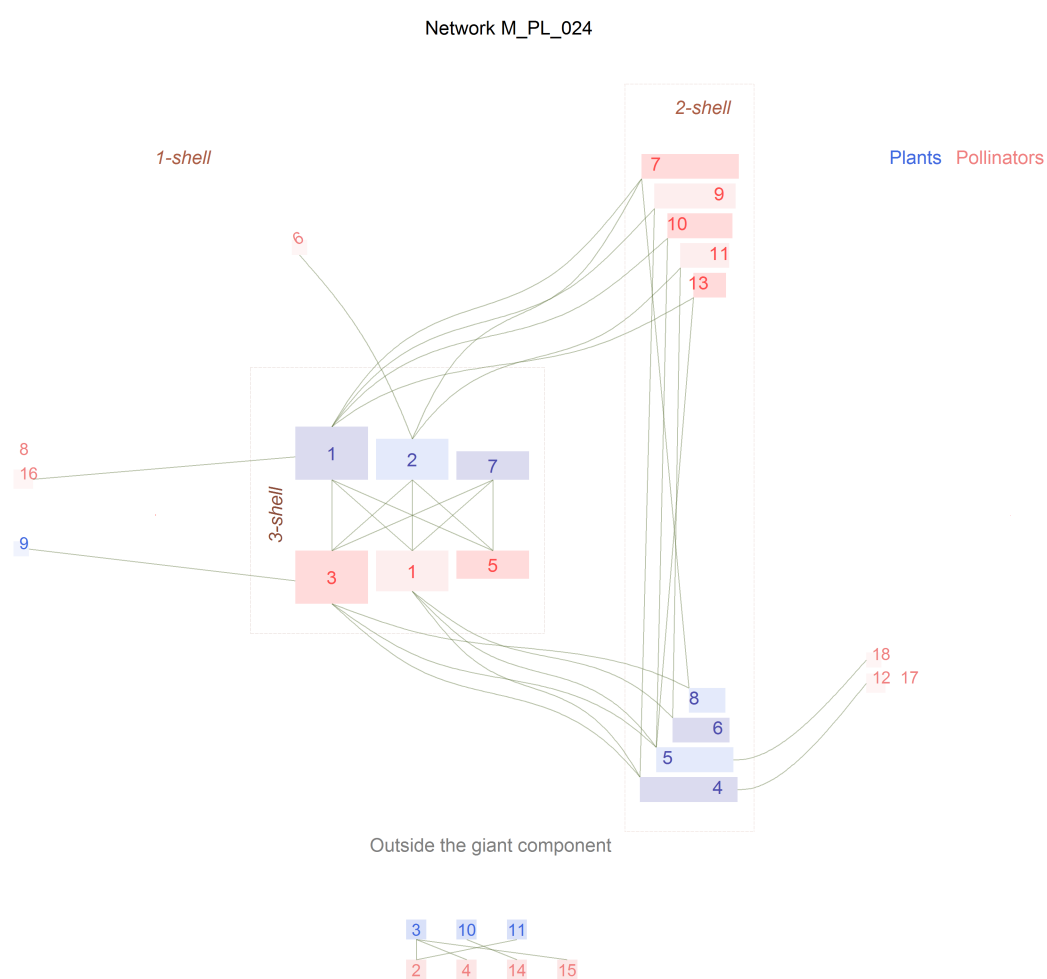 Network M_PL_024
2-shell
1-shell
Plants Pollinators
7
9
10
11
13
6
8
16
9
1 2 7
3-shell
3 1 5
18
12 17
8
6
5
4
Outside the giant component
3 10 11
2 4 14 15